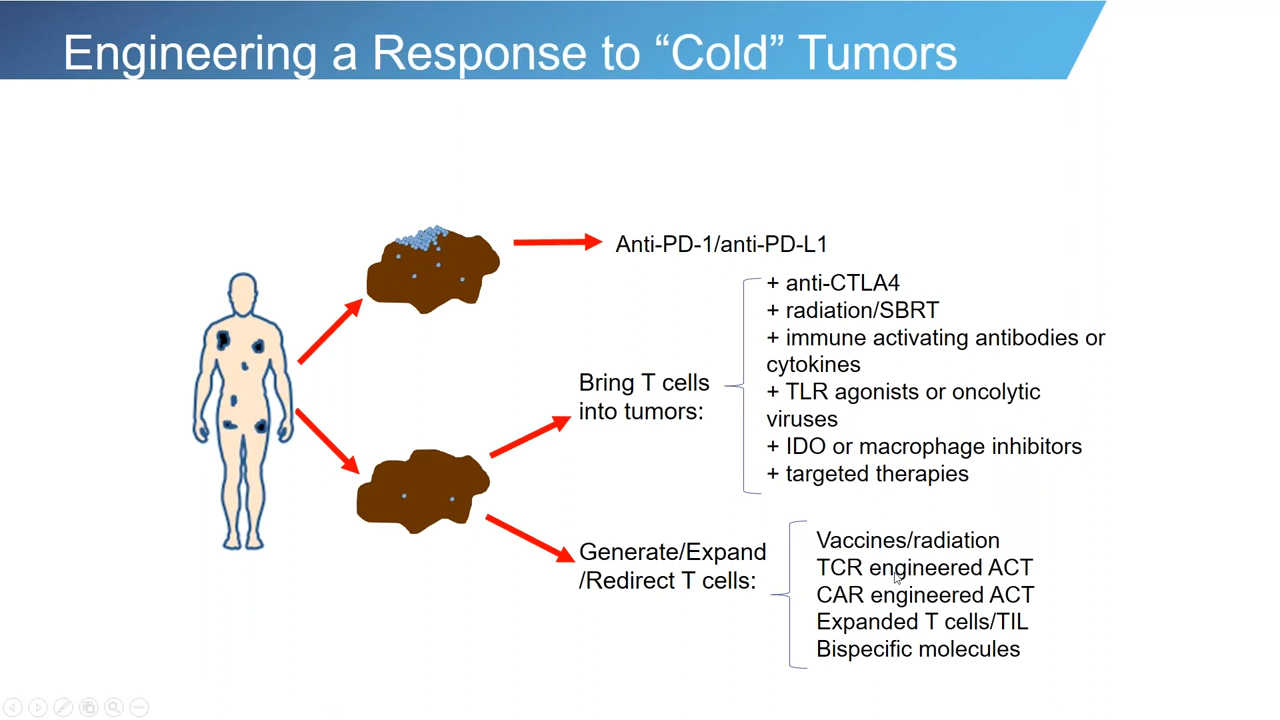 Engineering a Response to “Cold” Tumors
Anti-PD-1/anti-PD-L1
+ anti-CTLA4
+ radiation/SBRT
+ immune activating antibodies or
cytokines
Bring T cells
into tumors:
+ TLR agonists or oncolytic
viruses
+ IDO or macrophage inhibitors
+ targeted therapies
Generate/Expand
/Redirect T cells:
Vaccines/radiation
TCR engineered ACT
CAR engineered ACT
Expanded T cells/TIL
Bispecific molecules